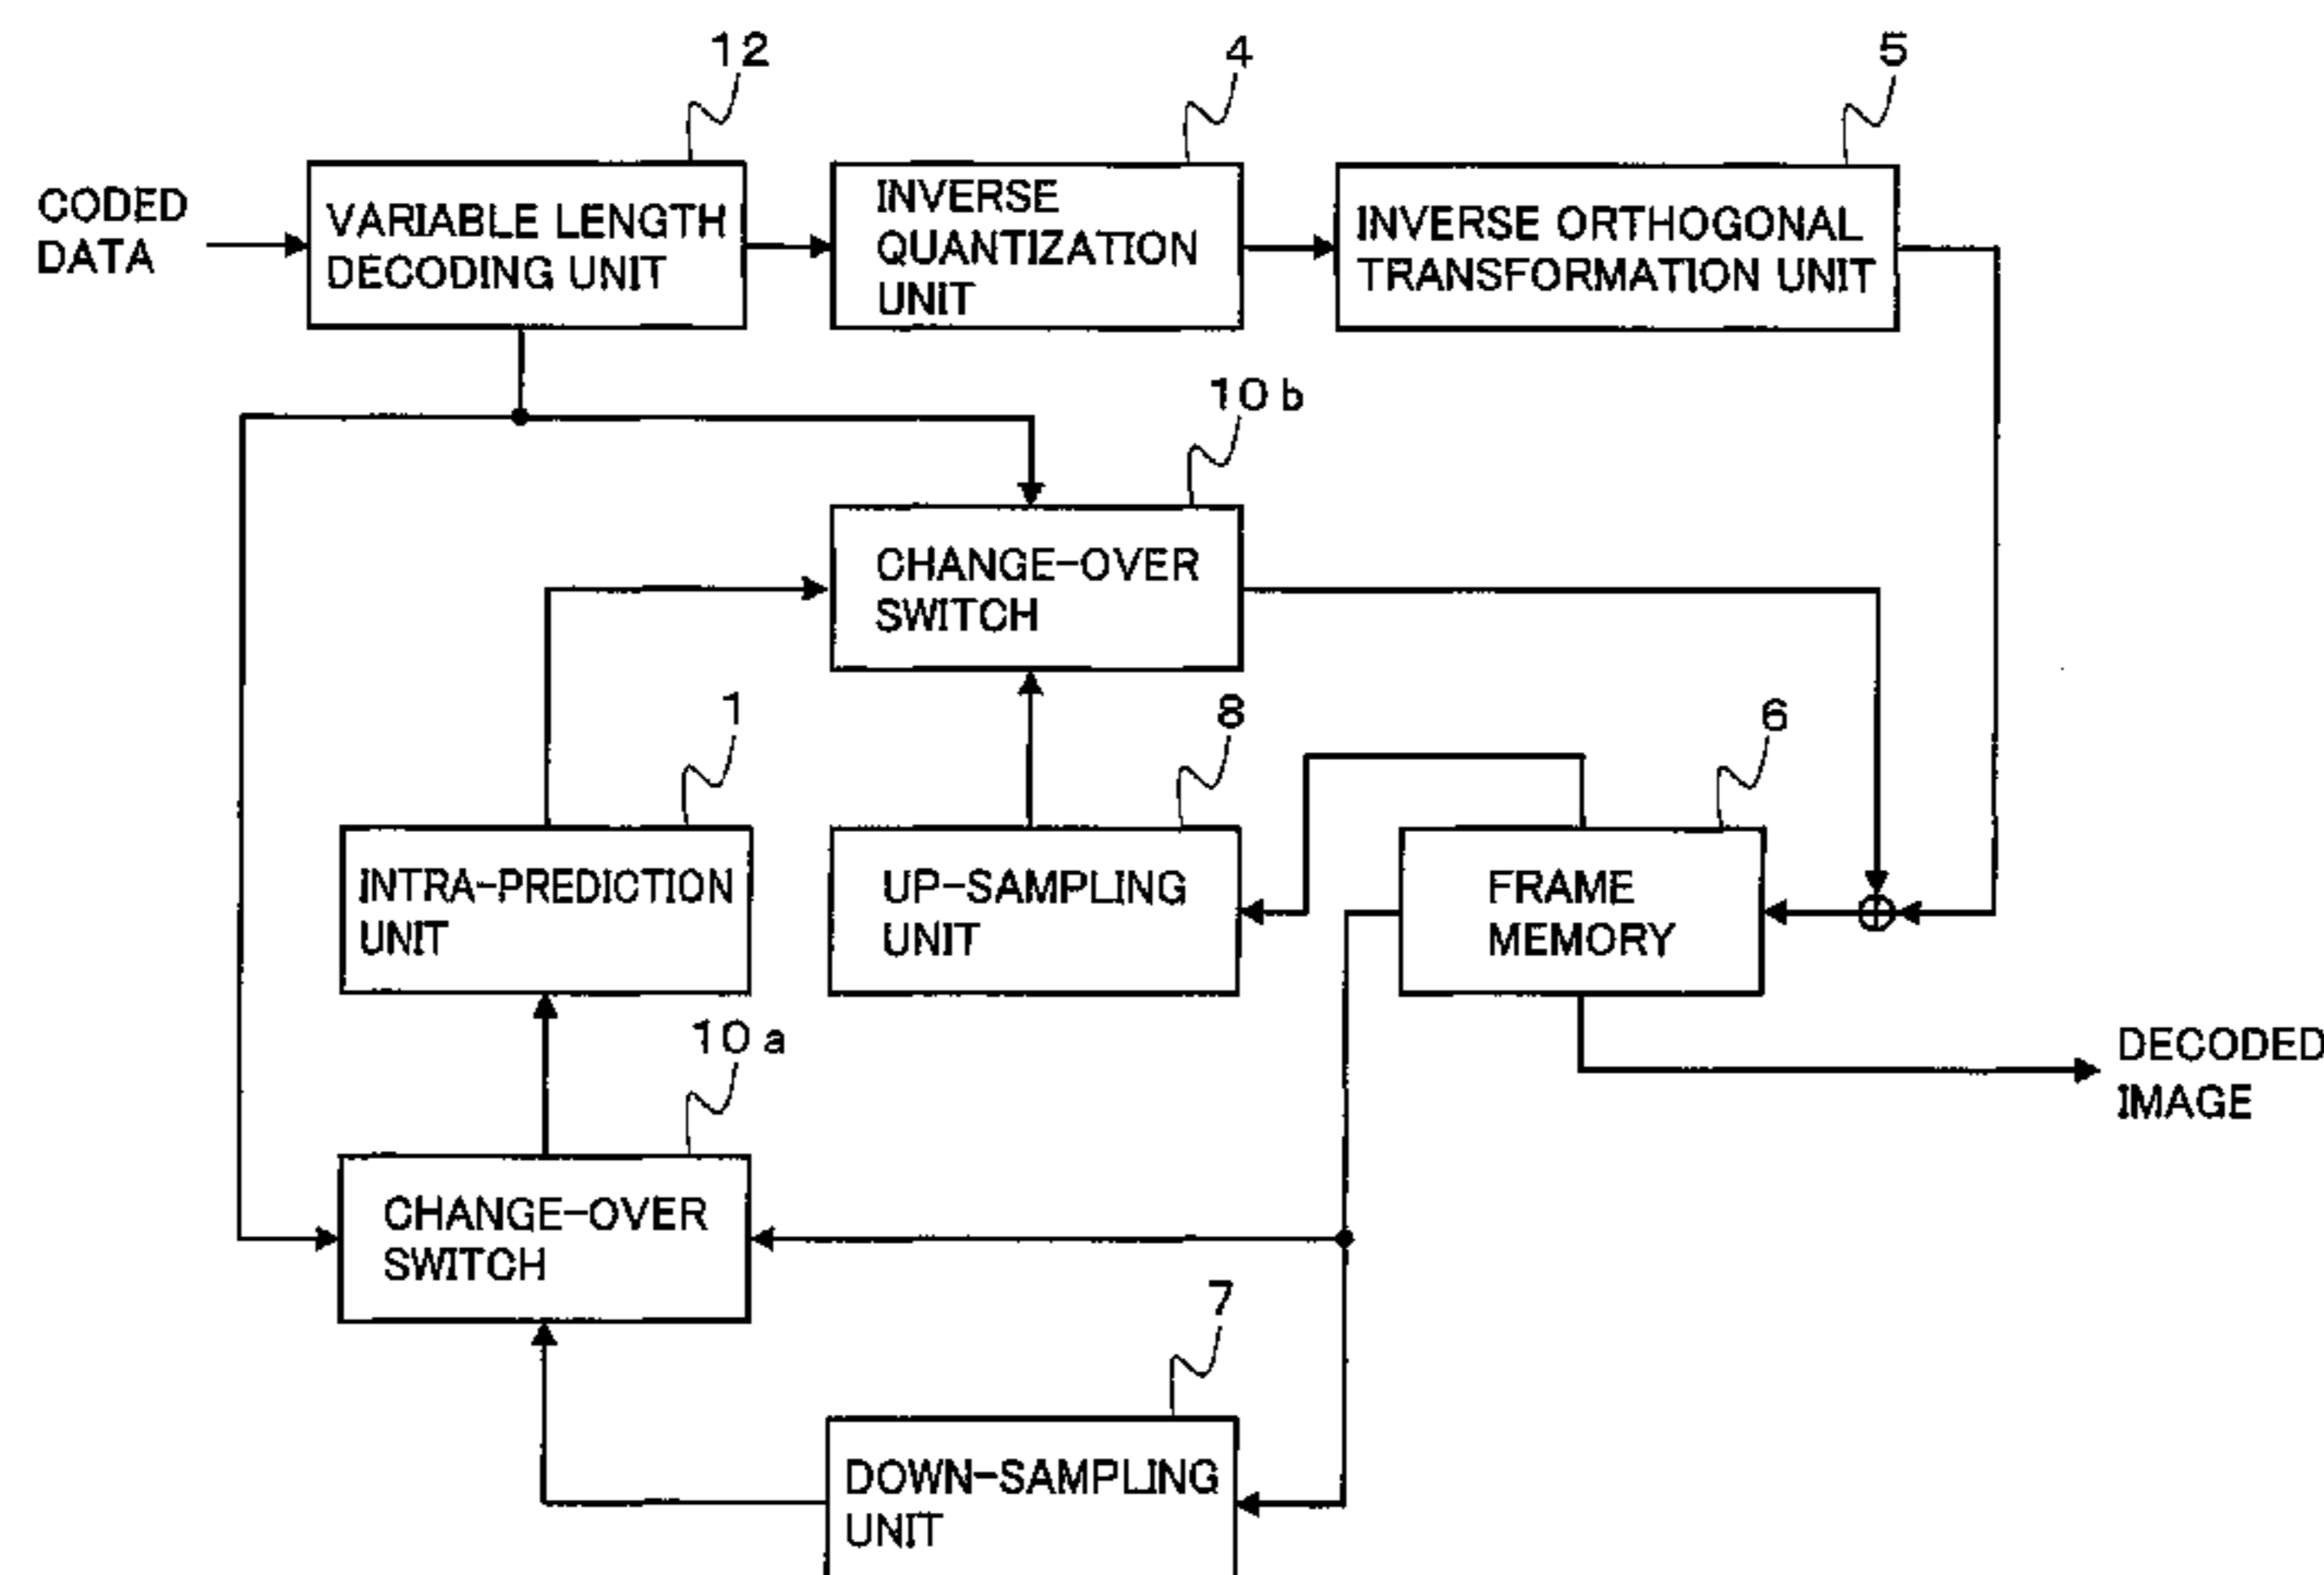 12
4
5
CODED
DATA
VARIABLE LENGTH
DECODING UNIT
INVERSE
QUANTIZATION
UNIT
INVERSE ORTHOGONAL
TRANSFORMATION UNIT
10b
CHANGE-OVER
SWITCH
1
8
6
INTRA-PREDICTION
UNIT
UP-SAMPLING
UNIT
FRAME
MEMORY
10a
DECODED
IMAGE
CHANGE-OVER
SWITCH
7
DOWN-SAMPLING
UNIT